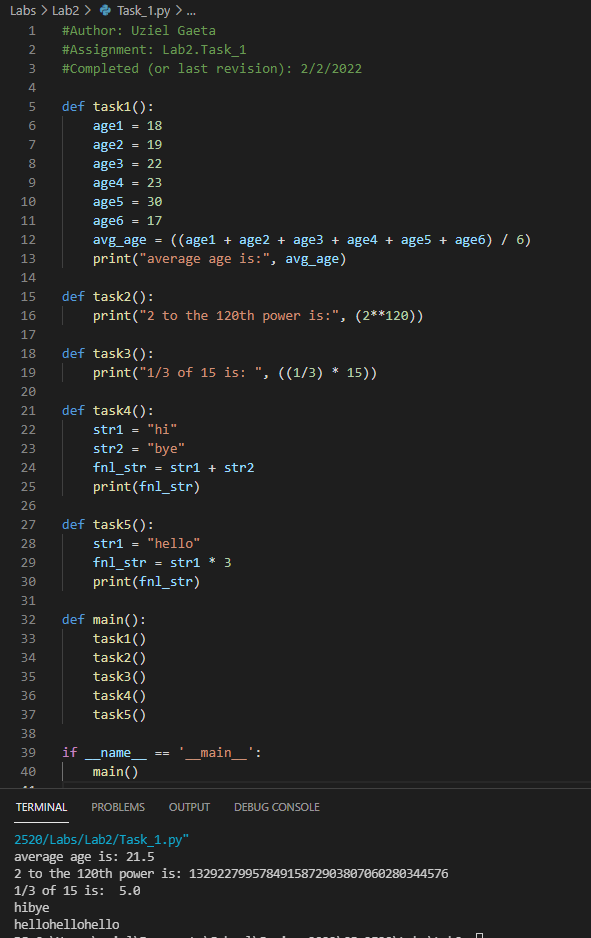 Labs > Lab2 > Task_1.py > ...
1 #Author: Uziel Gaeta
2 #Assignment: Lab2.Task_1
3 #Completed (or last revision): 2/2/2022
4
5 def task1():
6     age1 = 18
7     age2 = 19
8     age3 = 22
9     age4 = 23
10     age5 = 30
11     age6 = 17
12     avg_age = ((age1 + age2 + age3 + age4 + age5 + age6) / 6)
13     print("average age is:", avg_age)
14
15 def task2():
16     print("2 to the 120th power is:", (2**120))
17
18 def task3():
19     print("1/3 of 15 is: ", ((1/3) * 15))
20
21 def task4():
22     str1 = "hi"
23     str2 = "bye"
24     fnl_str = str1 + str2
25     print(fnl_str)
26
27 def task5():
28     str1 = "hello"
29     fnl_str = str1 * 3
30     print(fnl_str)
31
32 def main():
33     task1()
34     task2()
35     task3()
36     task4()
37     task5()
38
39 if __name__ == '__main__':
40     main()
TERMINAL PROBLEMS OUTPUT DEBUG CONSOLE
2520/Labs/Lab2/Task_1.py"
average age is: 21.5
2 to the 120th power is: 1329227995784915872903807060280344576
1/3 of 15 is:  5.0
hibye
hellohellohello